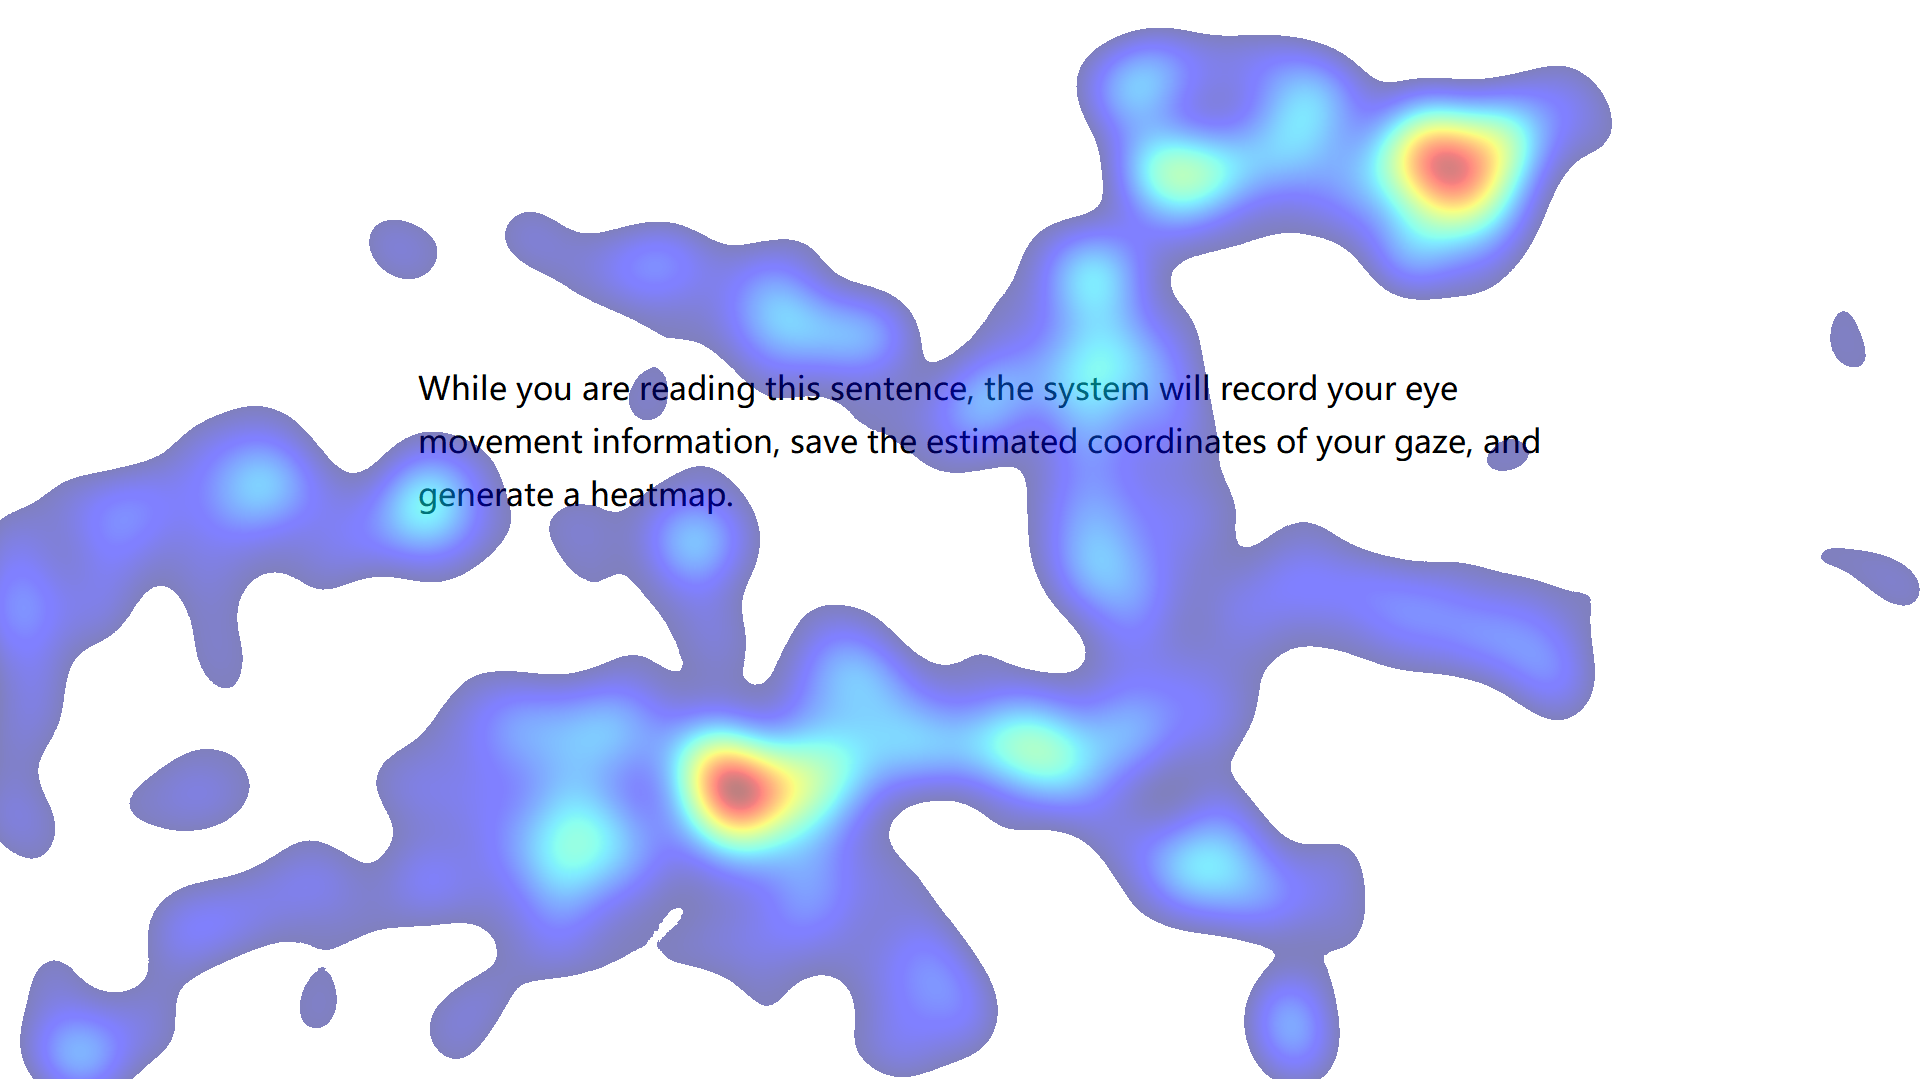 While you are reading this sentence, the system will record your eye
movement information, save the estimated coordinates of your gaze, and
generate a heatmap.